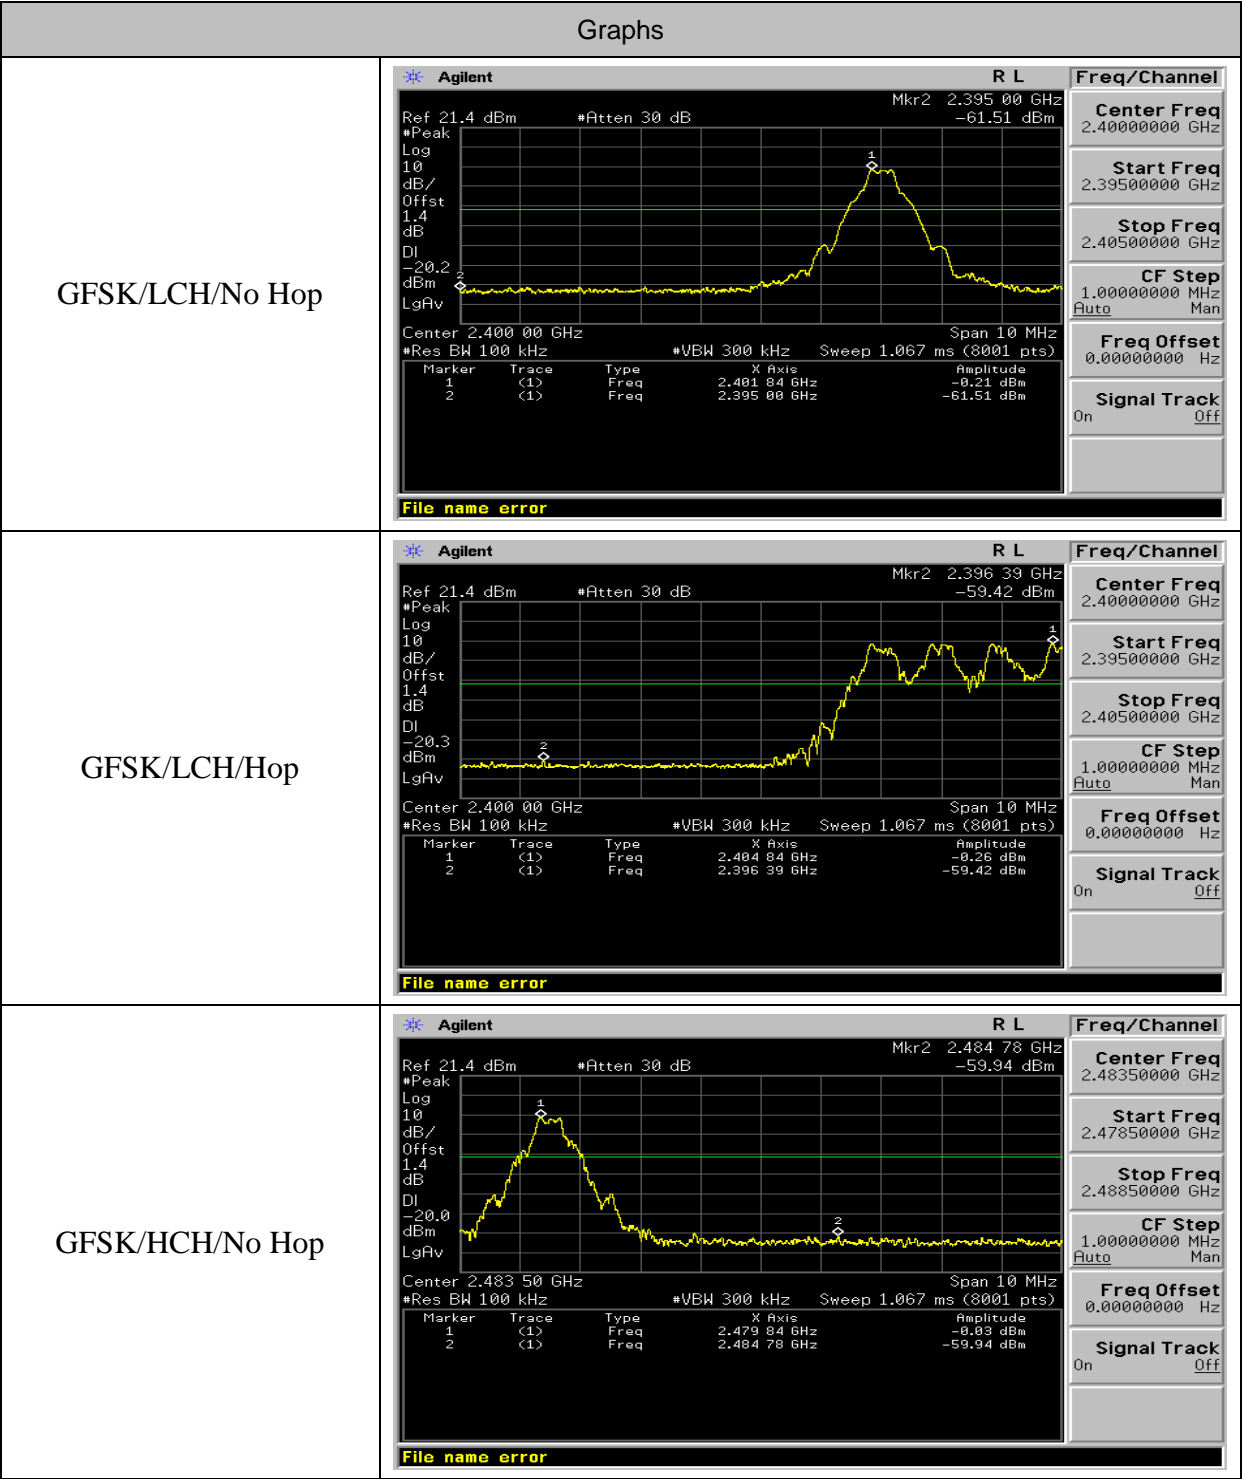 Graphs
GFSK/LCH/No Hop
Agilent R L Freq/Channel
Mkr2 2.395 00 GHz
Ref 21.4 dBm #Atten 30 dB -61.51 dBm
#Peak
Log
10
dB/
Offst
1.4
dB
DI
-20.2
dBm
LgAv
1
2
Center 2.400 00 GHz Span 10 MHz
#Res BW 100 kHz #VBW 300 kHz Sweep 1.067 ms (8001 pts)
Marker Trace Type X Axis Amplitude
1 (1) Freq 2.401 84 GHz -0.21 dBm
2 (1) Freq 2.395 00 GHz -61.51 dBm
File name error
Center Freq
2.40000000 GHz
Start Freq
2.39500000 GHz
Stop Freq
2.40500000 GHz
CF Step
1.00000000 MHz
Auto Man
Freq Offset
0.00000000 Hz
Signal Track
On Off
GFSK/LCH/Hop
Agilent R L Freq/Channel
Mkr2 2.396 39 GHz
Ref 21.4 dBm #Atten 30 dB -59.42 dBm
#Peak
Log
10
dB/
Offst
1.4
dB
DI
-20.3
dBm
LgAv
1
2
Center 2.400 00 GHz Span 10 MHz
#Res BW 100 kHz #VBW 300 kHz Sweep 1.067 ms (8001 pts)
Marker Trace Type X Axis Amplitude
1 (1) Freq 2.404 84 GHz -0.26 dBm
2 (1) Freq 2.396 39 GHz -59.42 dBm
File name error
Center Freq
2.40000000 GHz
Start Freq
2.39500000 GHz
Stop Freq
2.40500000 GHz
CF Step
1.00000000 MHz
Auto Man
Freq Offset
0.00000000 Hz
Signal Track
On Off
GFSK/HCH/No Hop
Agilent R L Freq/Channel
Mkr2 2.484 78 GHz
Ref 21.4 dBm #Atten 30 dB -59.94 dBm
#Peak
Log
10
dB/
Offst
1.4
dB
DI
-20.0
dBm
LgAv
1
2
Center 2.483 50 GHz Span 10 MHz
#Res BW 100 kHz #VBW 300 kHz Sweep 1.067 ms (8001 pts)
Marker Trace Type X Axis Amplitude
1 (1) Freq 2.479 84 GHz -0.03 dBm
2 (1) Freq 2.484 78 GHz -59.94 dBm
File name error
Center Freq
2.48350000 GHz
Start Freq
2.47850000 GHz
Stop Freq
2.48850000 GHz
CF Step
1.00000000 MHz
Auto Man
Freq Offset
0.00000000 Hz
Signal Track
On Off